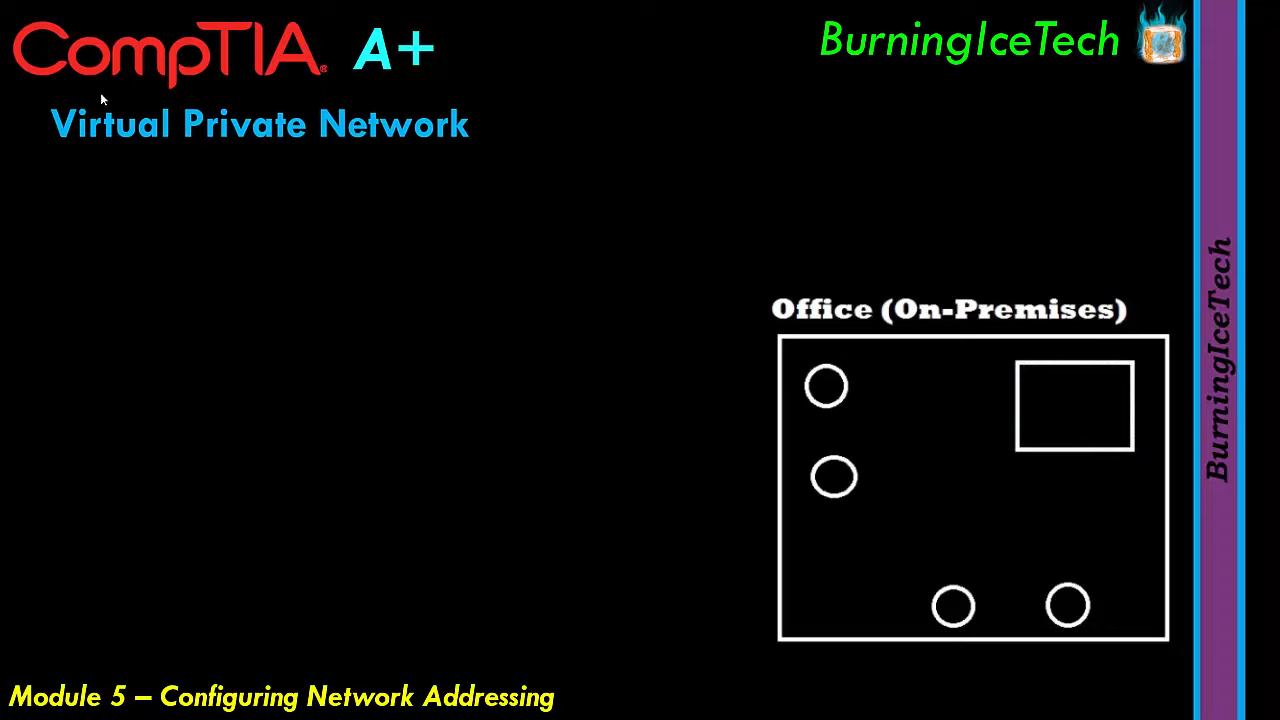 CompTIA® A+
BurningIceTech
Virtual Private Network
Office (On-Premises)
BurningIceTech
Module 5 – Configuring Network Addressing